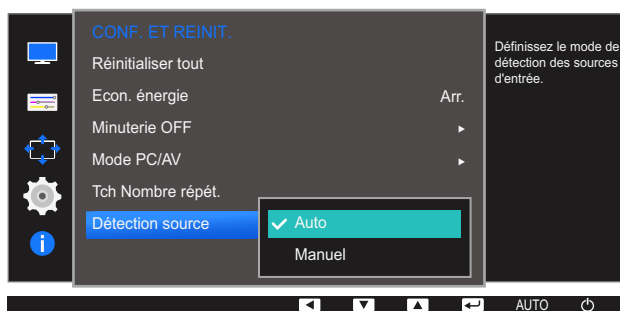 CONF. ET REINIT.
Réinitialiser tout
Econ. énergie Arr.
Minuterie OFF
Mode PC/AV
Tch Nombre répét.
Détection source
Auto
Manuel
Définissez le mode de
détection des sources
d'entrée.
AUTO